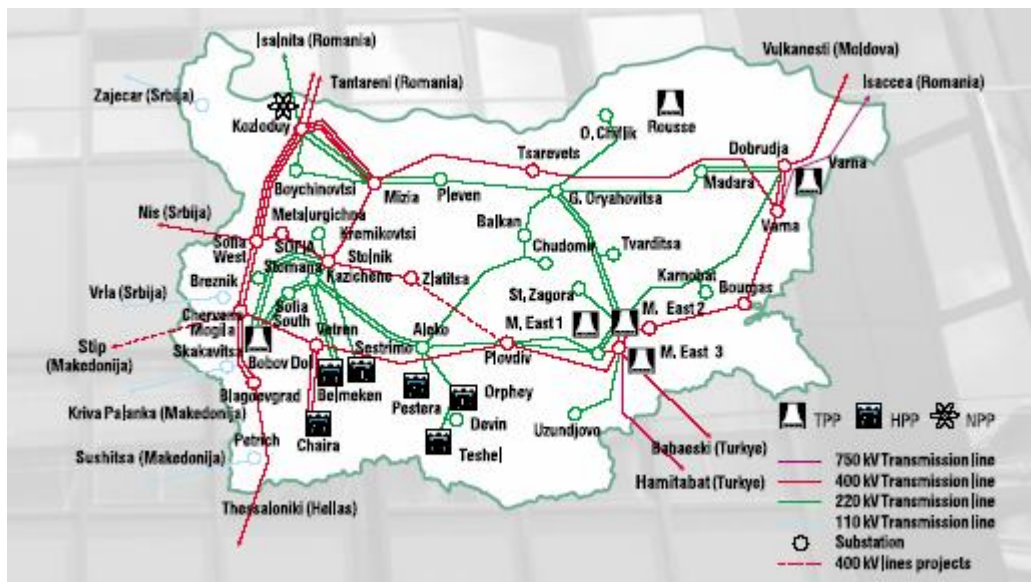 Isalnita (Romania)
Tantareni (Romania)
Zajecar (Srbija)
Kozloduy
Vulkanesti (Moldova)
Isaccea (Romania)
Rousse
O. Chiflik
Tsarevets
Dobrudja
Varna
Boychinovtsi
Mizia
Pleven
G. Oryahovitsa
Madara
Varna
Nis (Srbija)
Metalurgichna
Kremikovtsi
Balkan
Sofia
West
SOFIA
Stolnik
Chudomir
Tvarditsa
Breznik
Stomana
Kazichene
Zlatitsa
Karnobat
Bourgas
Vrla (Srbija)
Sofia
South
St. Zagora
M. East 2
Chervena
Mogila
Vetren
Aleko
M. East 1
Stip
(Makedonija)
Skakavitsa
Sestrimo
Plovdiv
M. East 3
Bobov Dol
Belmeken
Blagoevgrad
Pestera
Orphey
Kriva Palanka (Makedonija)
Chaira
Devin
Uzundjovo
TPP
HPP
NPP
Petrich
Teshel
Babaeski (Turkye)
Sushitsa (Makedonija)
Hamitabat (Turkye)
750 kV Transmission line
400 kV Transmission line
220 kV Transmission line
110 kV Transmission line
Thessaloniki (Hellas)
Substation
400 kV lines projects